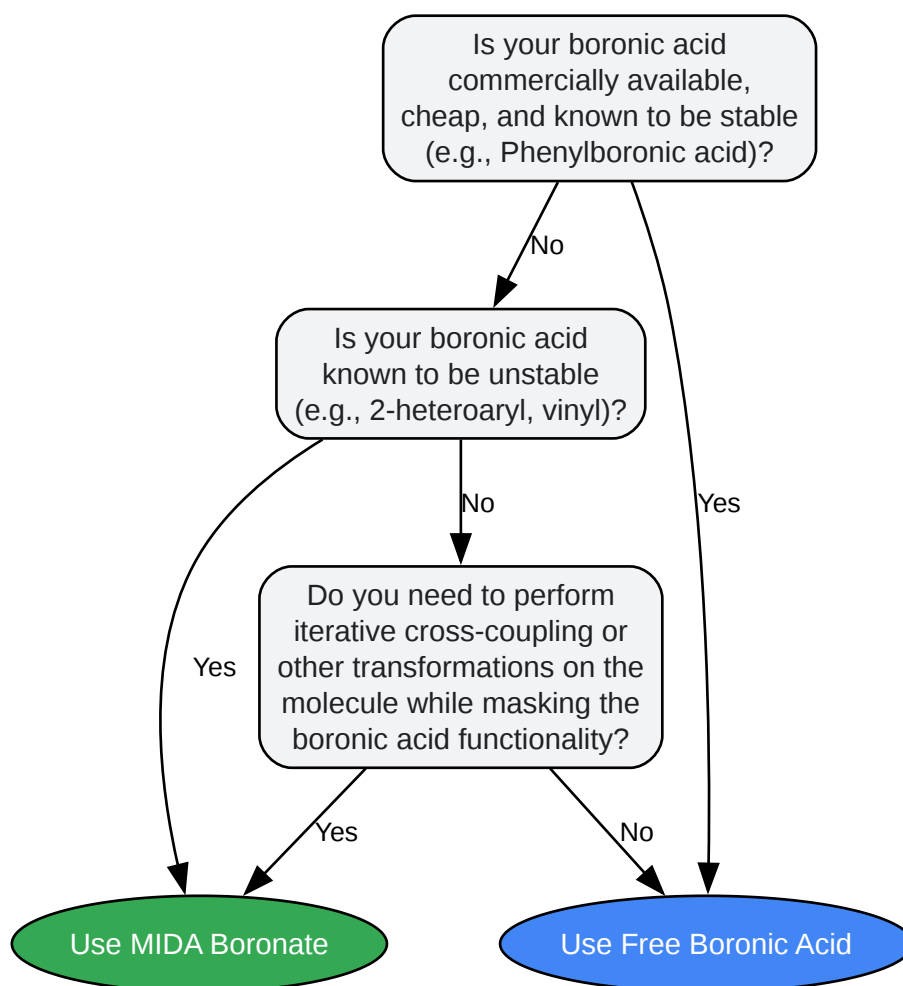 Is your boronic acid
commercially available,
cheap, and known to be stable
(e.g., Phenylboronic acid)?
No
Is your boronic acid
known to be unstable
(e.g., 2-heteroaryl, vinyl)?
No
Yes
Do you need to perform
iterative cross-coupling or
other transformations on the
molecule while masking the
boronic acid functionality?
Yes
Yes
No
Use MIDA Boronate
Use Free Boronic Acid